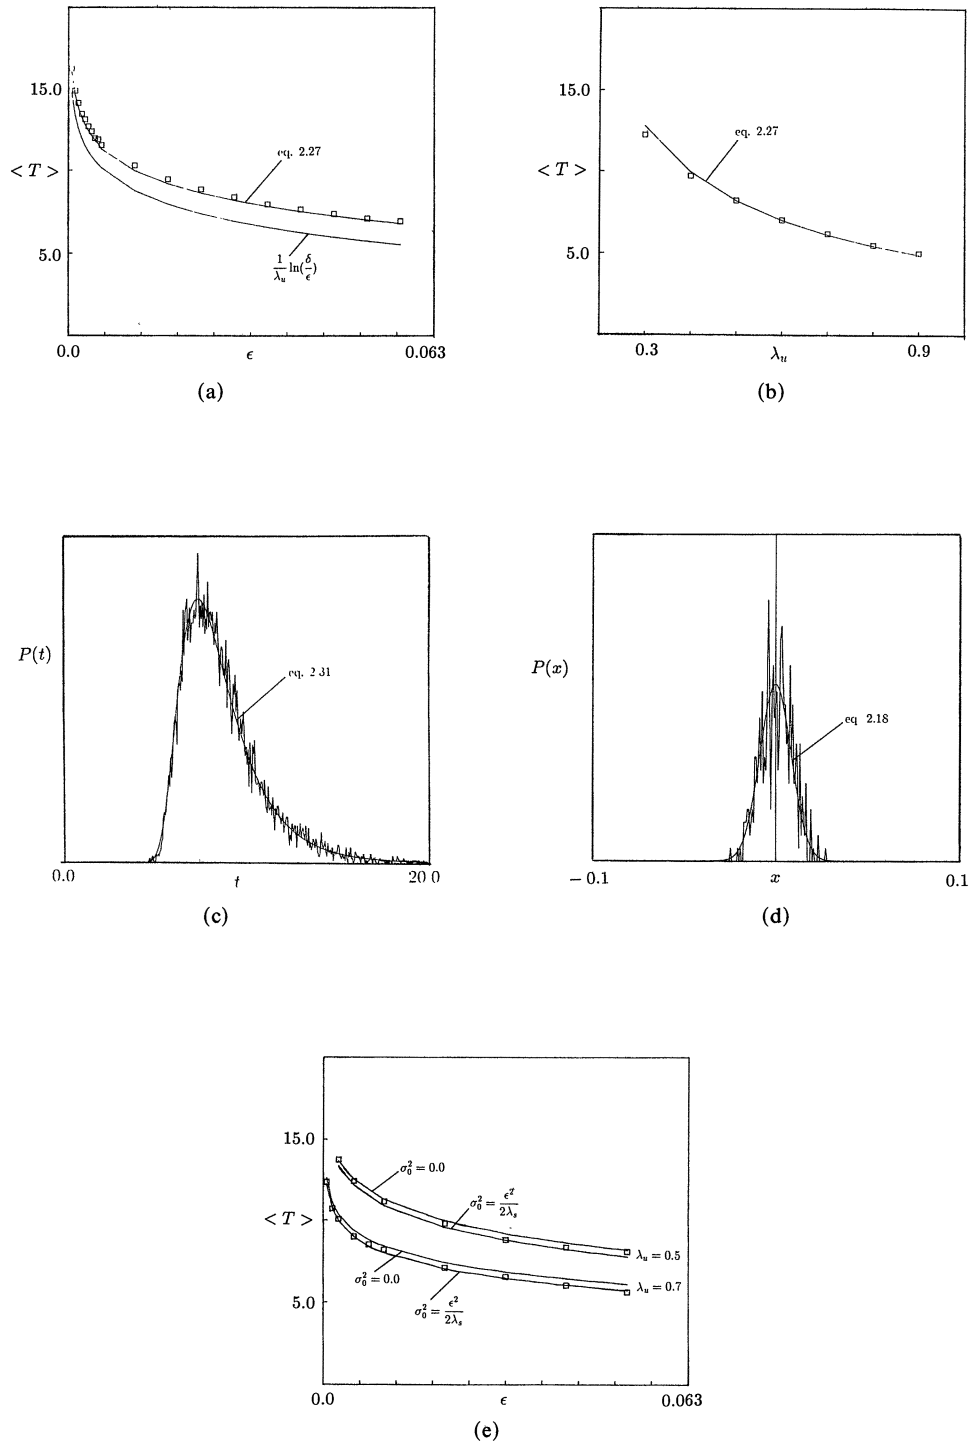 15.0
< T >
5.0
eq. 2.27
1/λᵤ ln(δ/ϵ)
0.0 ϵ 0.063
(a)
15.0
< T >
5.0
eq. 2.27
0.3 λᵤ 0.9
(b)
P(t)
eq. 2 31
0.0 t 20 0
(c)
P(x)
eq 2.18
− 0.1 x 0.1
(d)
15.0
< T >
5.0
σ₀² = 0.0
σ₀² = ϵ²/2λₛ
λᵤ = 0.5
λᵤ = 0.7
σ₀² = 0.0
σ₀² = ϵ²/2λₛ
0.0 ϵ 0.063
(e)